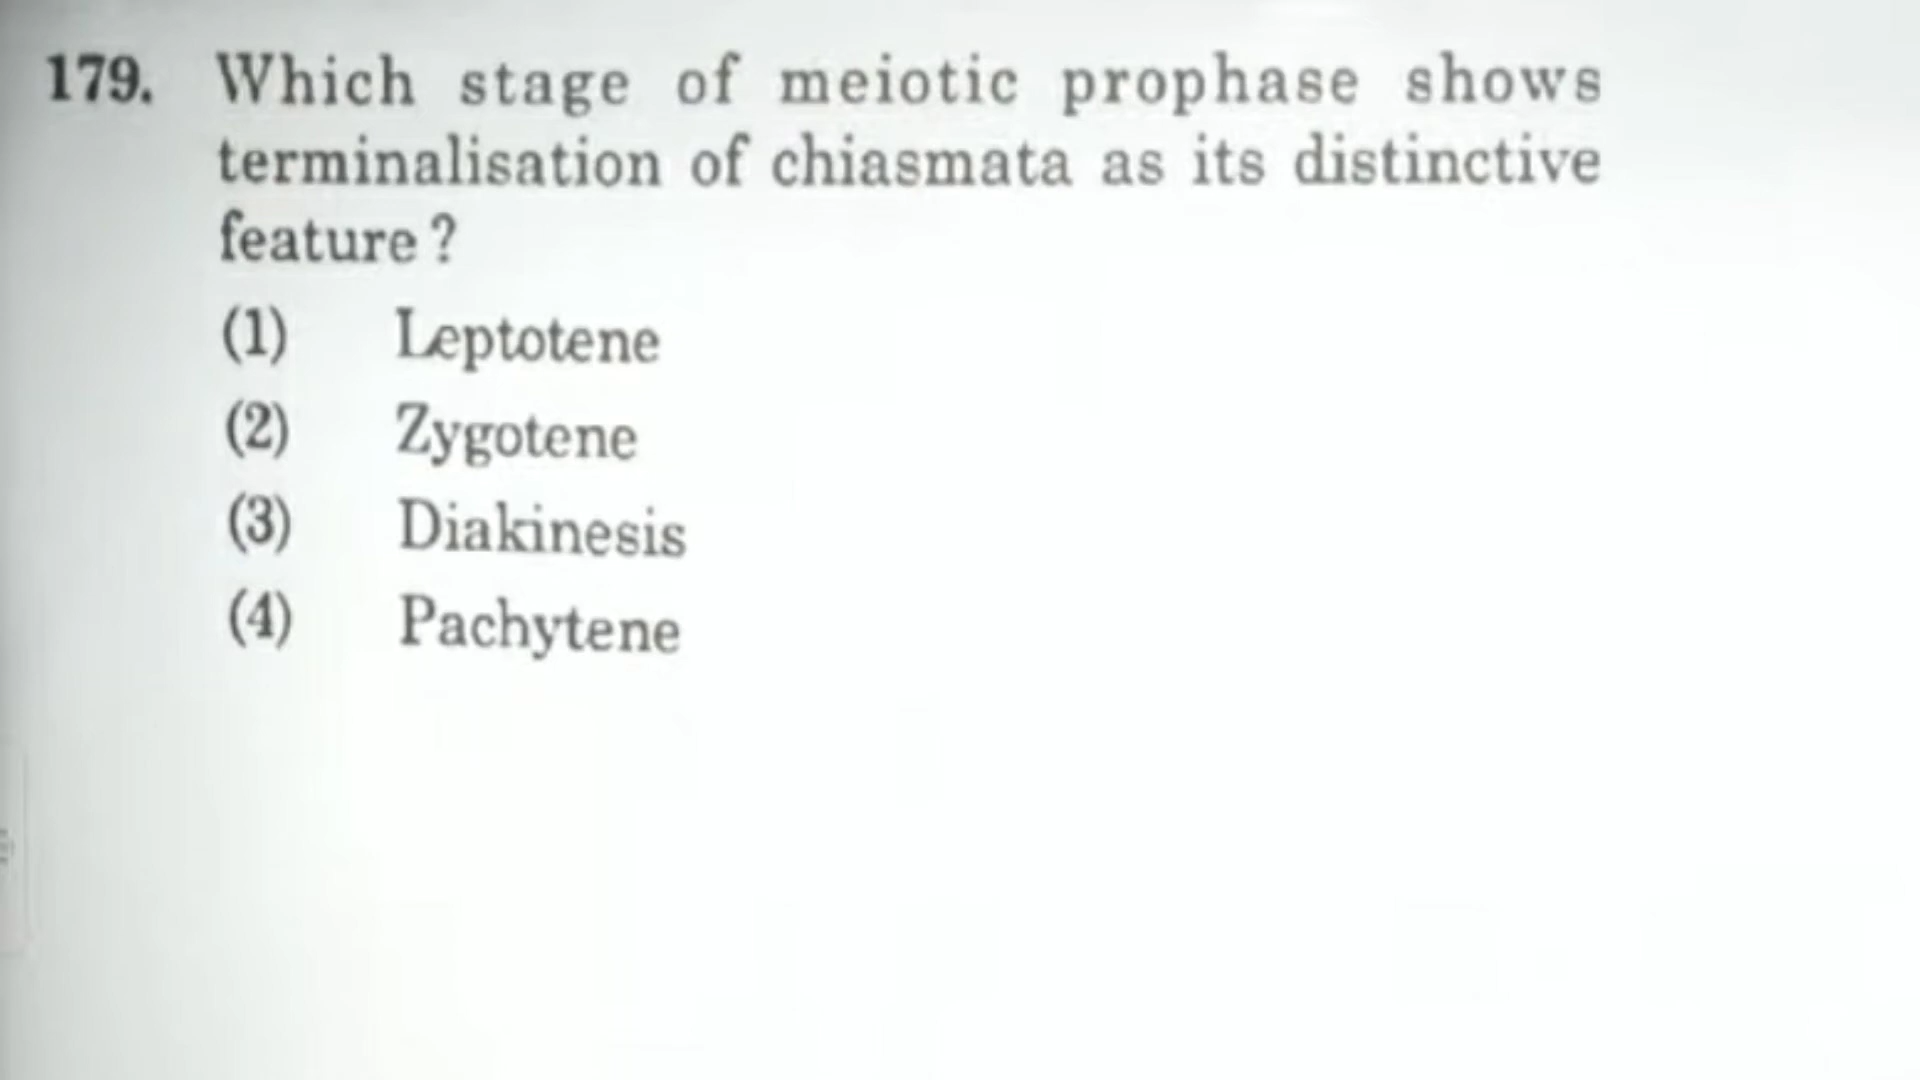 179. Which stage of meiotic prophase shows
terminalisation of chiasmata as its distinctive
feature ?
(1) Leptotene
(2) Zygotene
(3) Diakinesis
(4) Pachytene